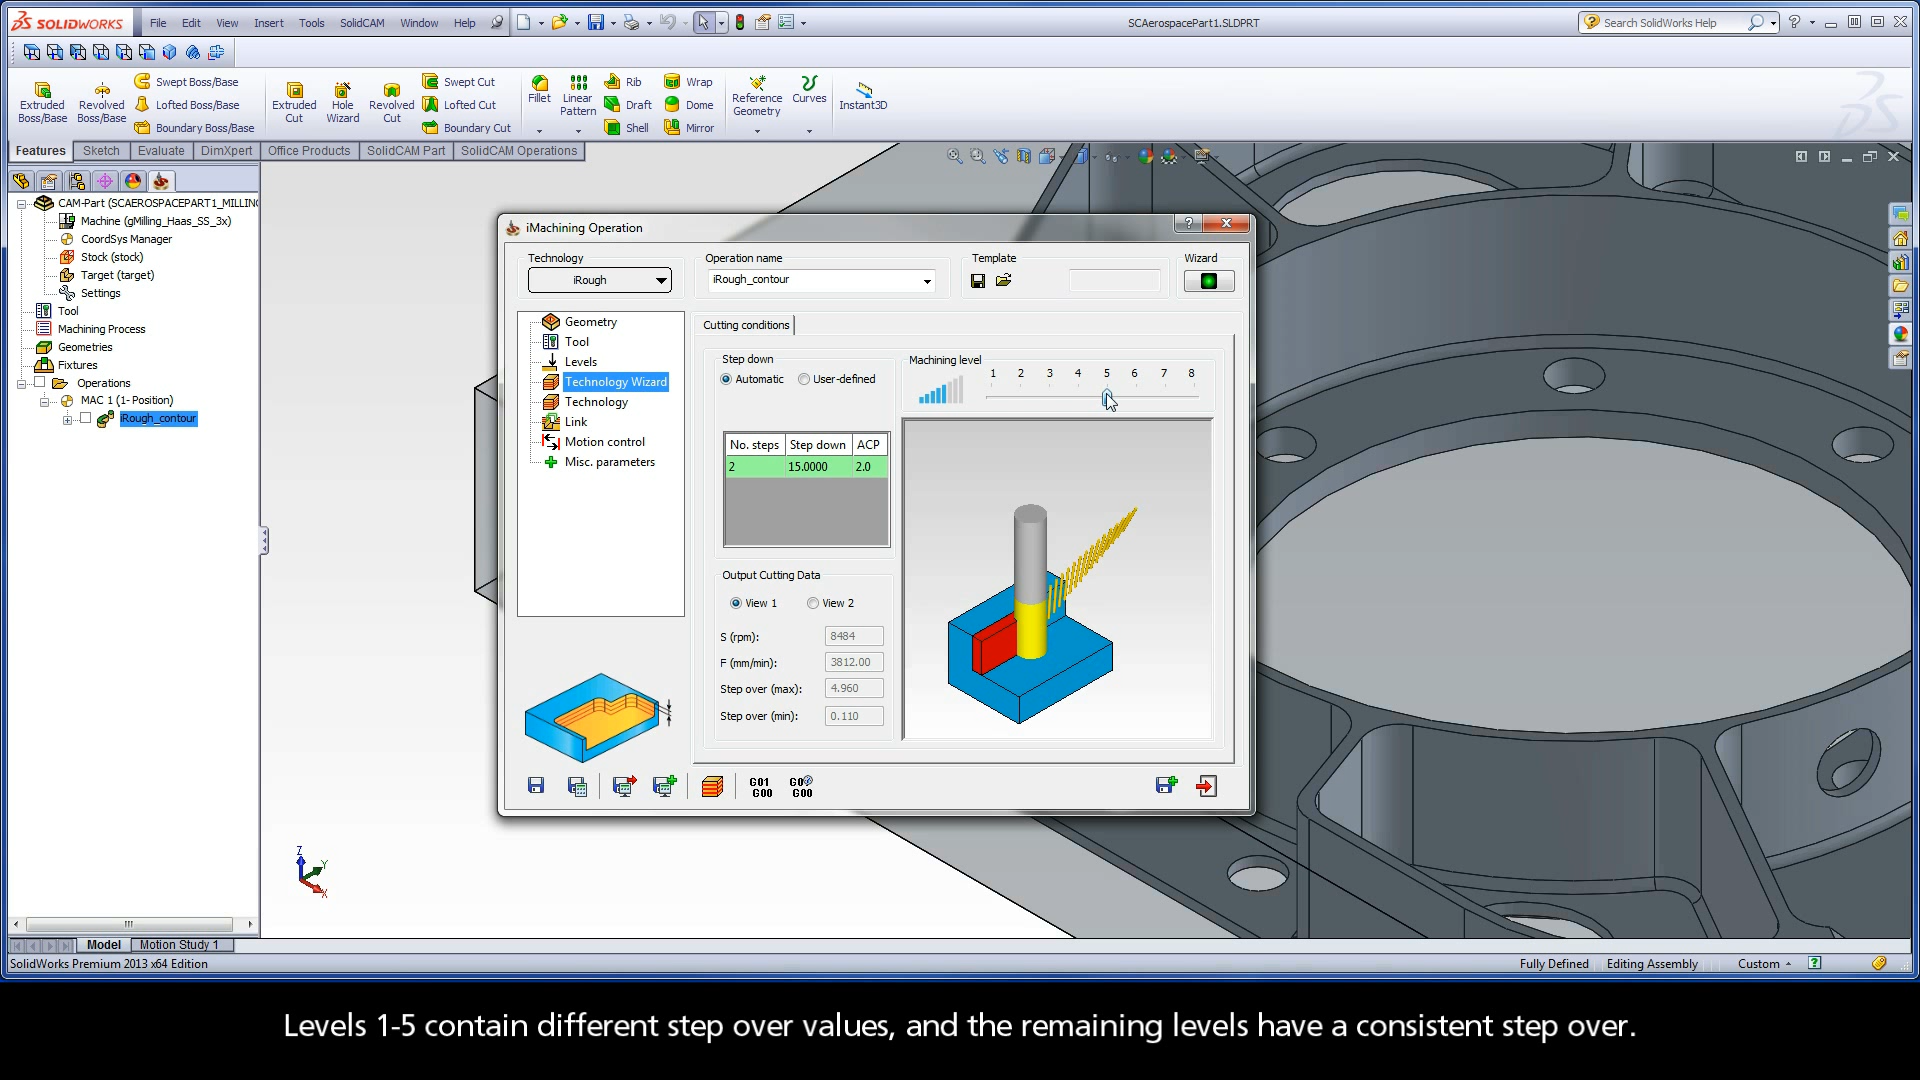 SOLIDWORKS File Edit View Insert Tools SolidCAM Window Help SCAerospacePart1.SLDPRT Search SolidWorks Help
Extruded Boss/Base
Revolved Boss/Base
Swept Boss/Base
Lofted Boss/Base
Boundary Boss/Base
Extruded Cut
Hole Wizard
Revolved Cut
Swept Cut
Lofted Cut
Boundary Cut
Fillet
Linear Pattern
Rib
Draft
Shell
Wrap
Dome
Mirror
Reference Geometry
Curves
Instant3D
Features Sketch Evaluate DimXpert Office Products SolidCAM Part SolidCAM Operations
CAM-Part (SCAEROSPACEPART1_MILLING
Machine (gMilling_Haas_SS_3x)
CoordSys Manager
Stock (stock)
Target (target)
Settings
Tool
Machining Process
Geometries
Fixtures
Operations
MAC 1 (1- Position)
iRough_contour
iMachining Operation
Technology
iRough
Operation name
iRough_contour
Template
Wizard
Geometry
Tool
Levels
Technology Wizard
Technology
Link
Motion control
Misc. parameters
Cutting conditions
Step down
Automatic User-defined
Machining level
1 2 3 4 5 6 7 8
No. steps Step down ACP
2 15.0000 2.0
Output Cutting Data
View 1 View 2
S (rpm): 8484
F (mm/min): 3812.00
Step over (max): 4.960
Step over (min): 0.110
G01 G00
G00 G00
Z
Y
X
Model Motion Study 1
SolidWorks Premium 2013 x64 Edition Fully Defined Editing Assembly Custom
Levels 1-5 contain different step over values, and the remaining levels have a consistent step over.